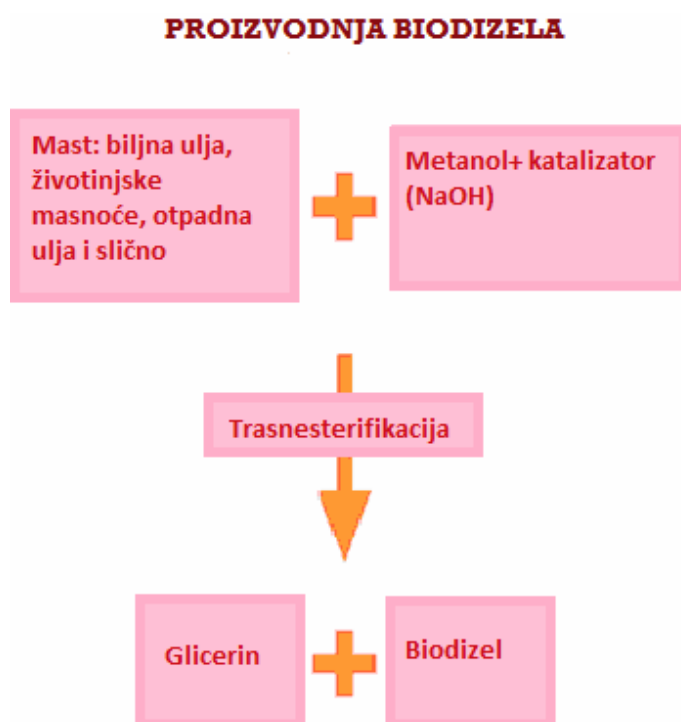 PROIZVODNJA BIODIZELA
Mast: biljna ulja,
životinjske
masnoće, otpadna
ulja i slično
Metanol+ katalizator
(NaOH)
Trasnesterifikacija
Glicerin
Biodizel